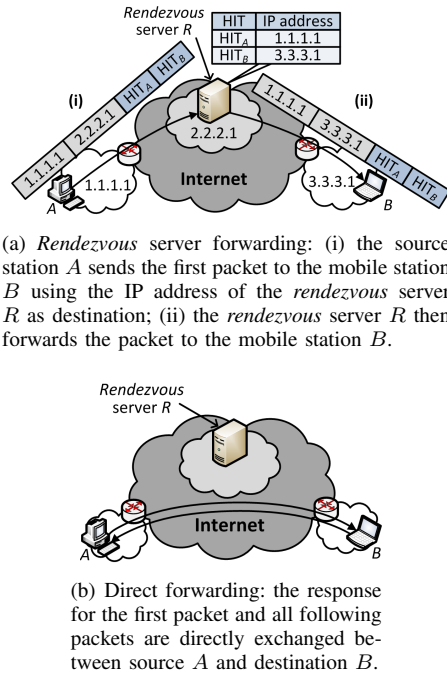 Rendezvous
server R
HIT IP address
HIT_A 1.1.1.1
HIT_B 3.3.3.1
(i)
1.1.1.1 2.2.2.1 HIT_A HIT_B
(ii)
1.1.1.1 3.3.3.1 HIT_A HIT_B
2.2.2.1
Internet
1.1.1.1
3.3.3.1
A
B
(a) Rendezvous server forwarding: (i) the source
station A sends the first packet to the mobile station
B using the IP address of the rendezvous server
R as destination; (ii) the rendezvous server R then
forwards the packet to the mobile station B.
Rendezvous
server R
Internet
A
B
(b) Direct forwarding: the response
for the first packet and all following
packets are directly exchanged be-
tween source A and destination B.